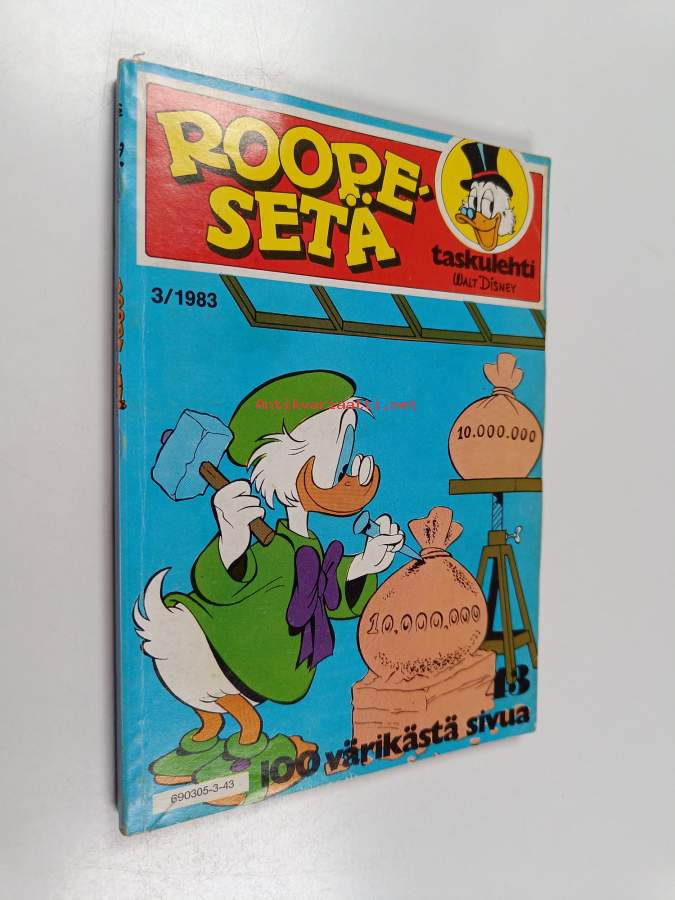 ROOPE-
SETÄ
taskulehti
WALT DISNEY
3/1983
Antikvariaatti.net
10.000.000
10.000.000
43
100 värikästä sivua
690305-3-43